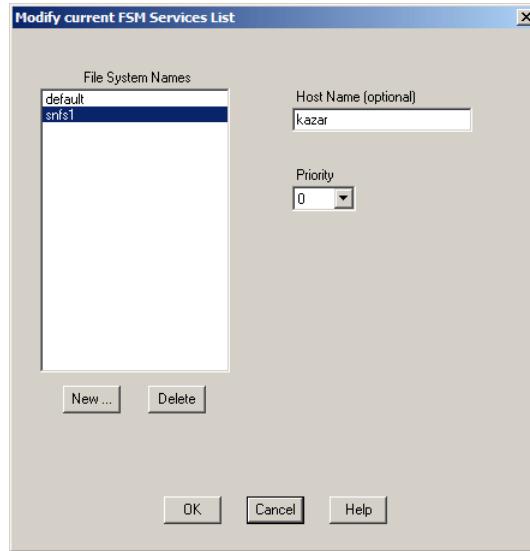 Modify current FSM Services List
File System Names
default
snfs1
Host Name (optional)
kazar
Priority
0
New ...
Delete
OK
Cancel
Help